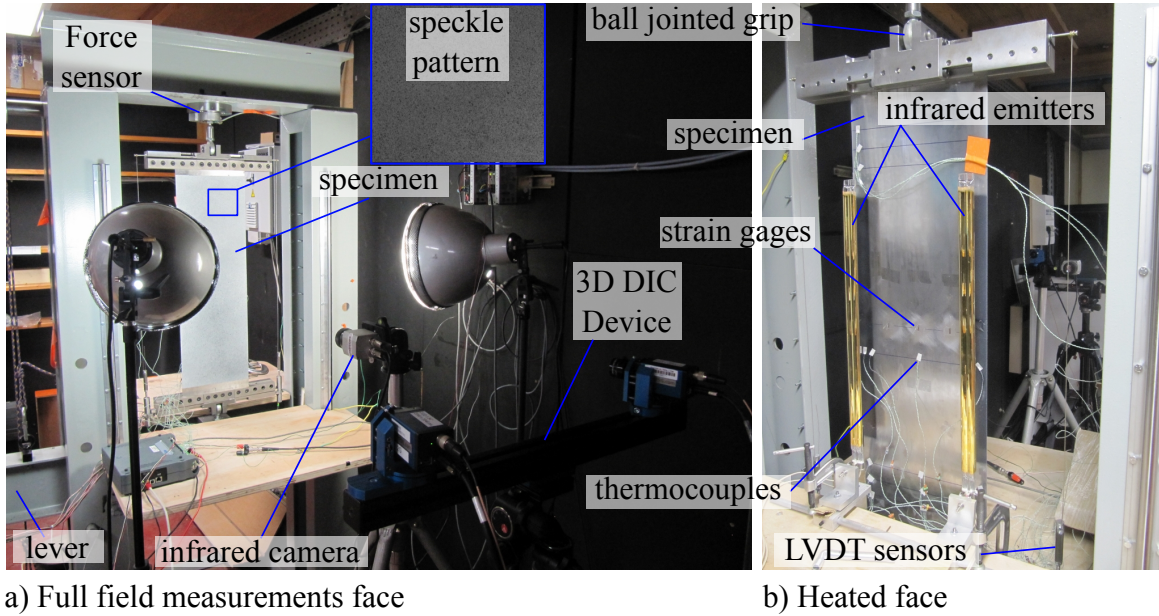 Force
sensor
speckle
pattern
specimen
3D DIC
Device
lever
infrared camera
a) Full field measurements face
ball jointed grip
specimen
infrared emitters
strain gages
thermocouples
LVDT sensors
b) Heated face